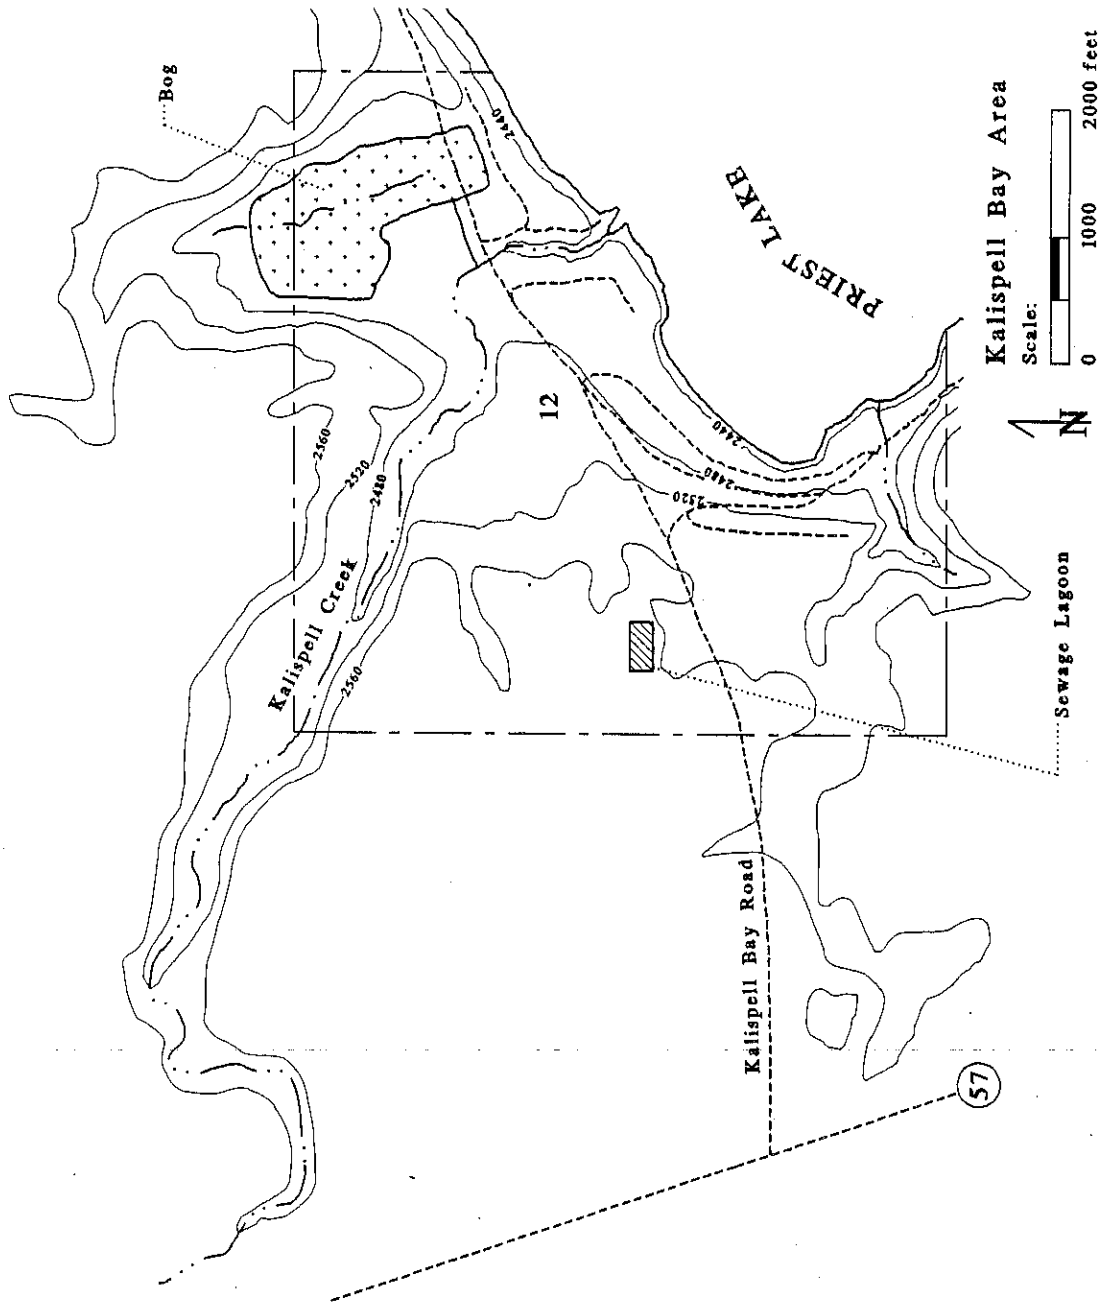 Bog
2440
PRIEST LAKE
2560
2520
2480
Kalispell Creek
2560
12
2440
2480
2520
Kalispell Bay Road
57
Sewage Lagoon
N
Kalispell Bay Area
Scale:
0 1000 2000 feet